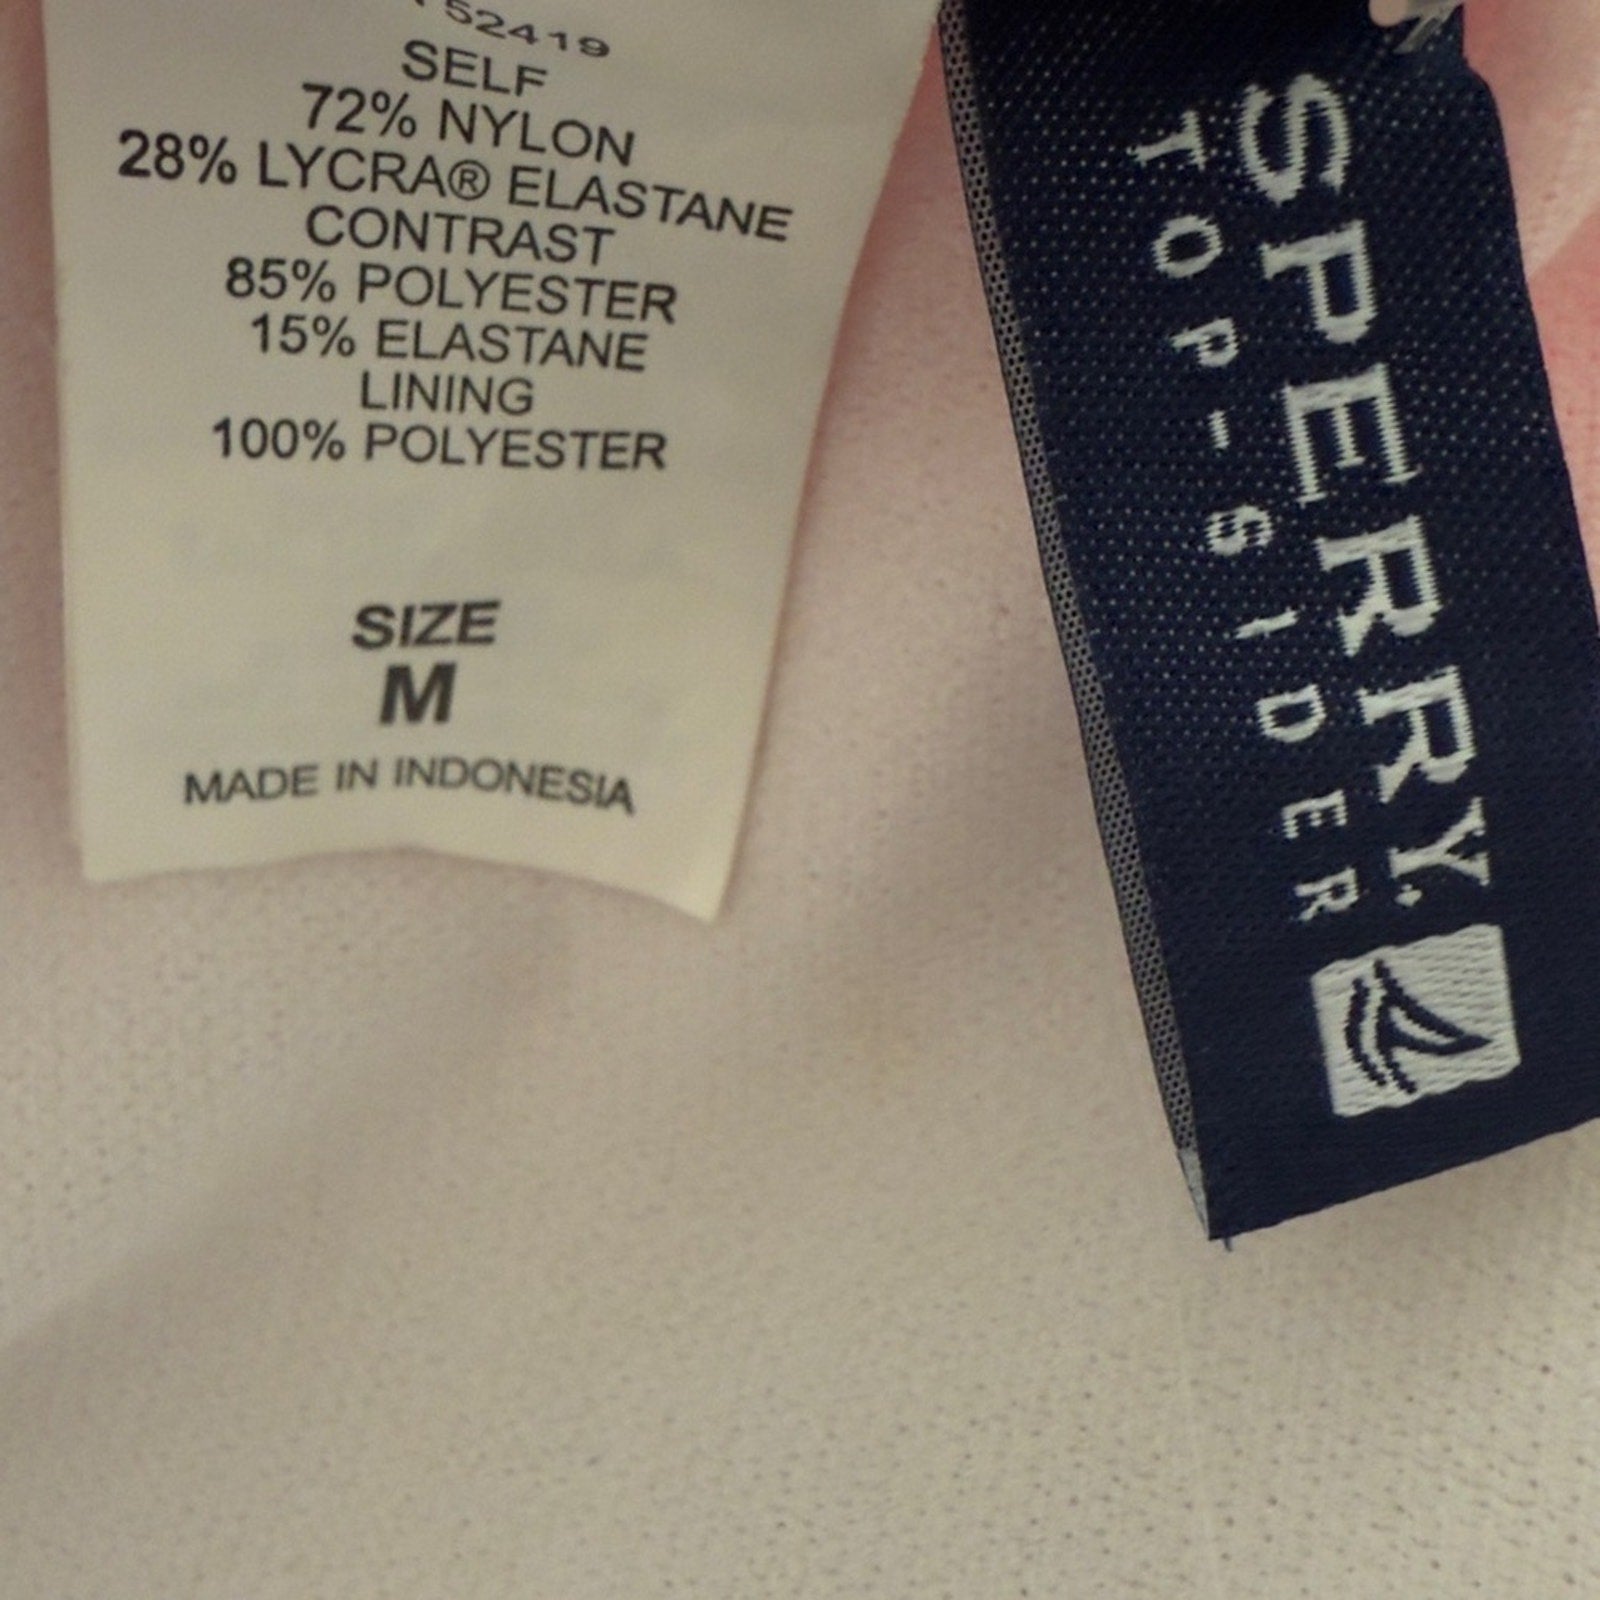 52419
SELF
72% NYLON
28% LYCRA® ELASTANE
CONTRAST
85% POLYESTER
15% ELASTANE
LINING
100% POLYESTER
SIZE
M
MADE IN INDONESIA
SPERRY.
TOP-SIDER